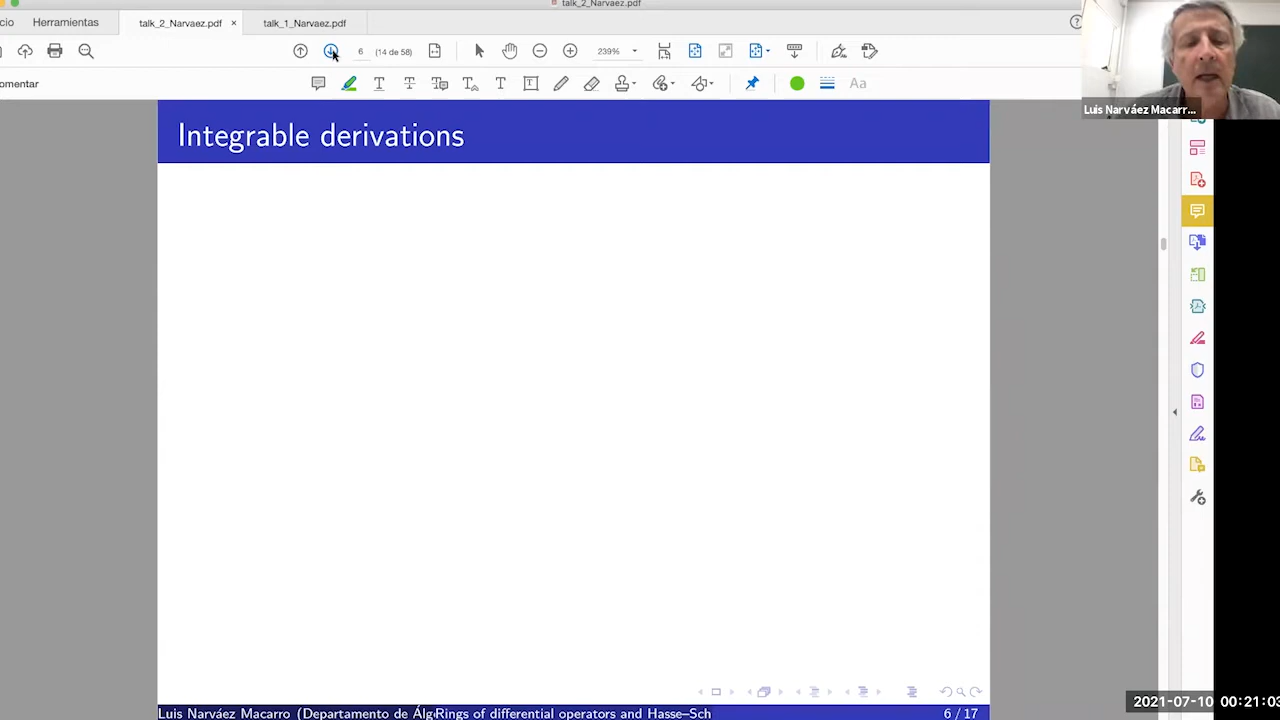 talk_2_Narvaez.pdf
cio Herramientas talk_2_Narvaez.pdf × talk_1_Narvaez.pdf
6 (14 de 58) 239%
omentar Aa
Luis Narváez Macarr...
Integrable derivations
Luis Narváez Macarro (Departamento de Álg Rings of differential operators and Hasse–Sch 6 / 17
2021-07-10 00:21:03